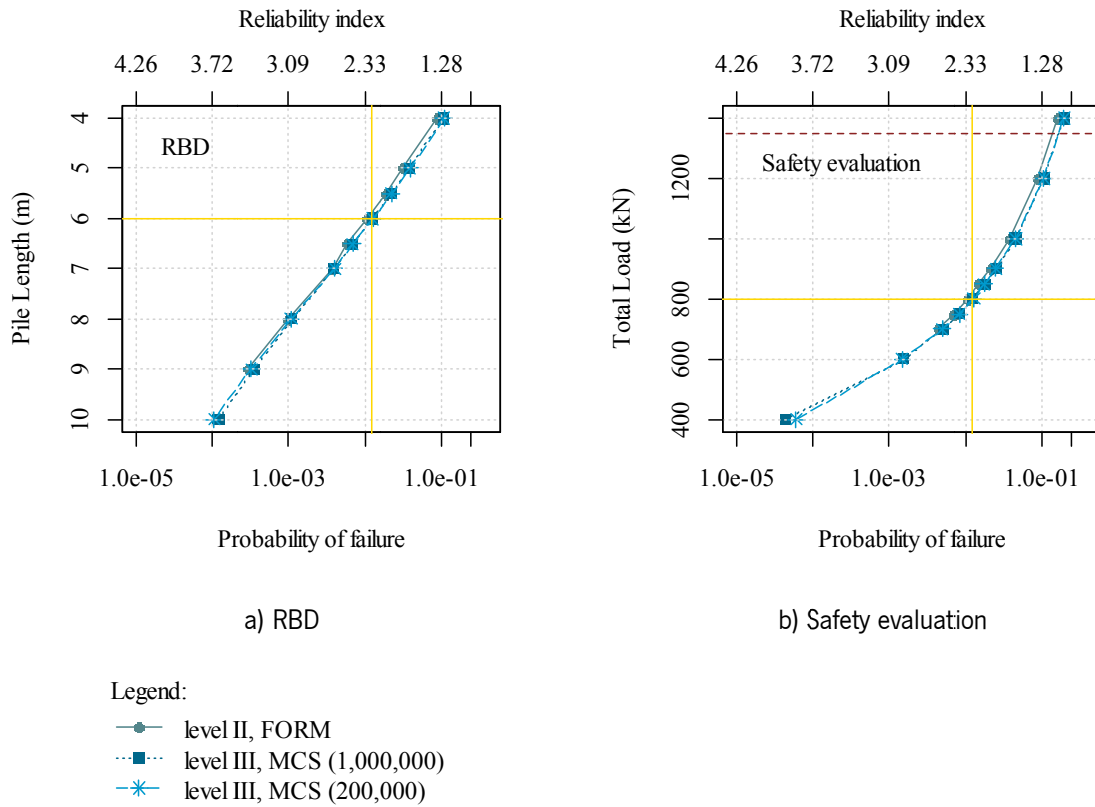 Reliability index
4.26 3.72 3.09 2.33 1.28
RBD
Pile Length (m)
4
5
6
7
8
9
10
1.0e-05 1.0e-03 1.0e-01
Probability of failure
a) RBD
Reliability index
4.26 3.72 3.09 2.33 1.28
Safety evaluation
Total Load (kN)
1200
800
600
400
1.0e-05 1.0e-03 1.0e-01
Probability of failure
b) Safety evaluation
Legend:
level II, FORM
level III, MCS (1,000,000)
level III, MCS (200,000)